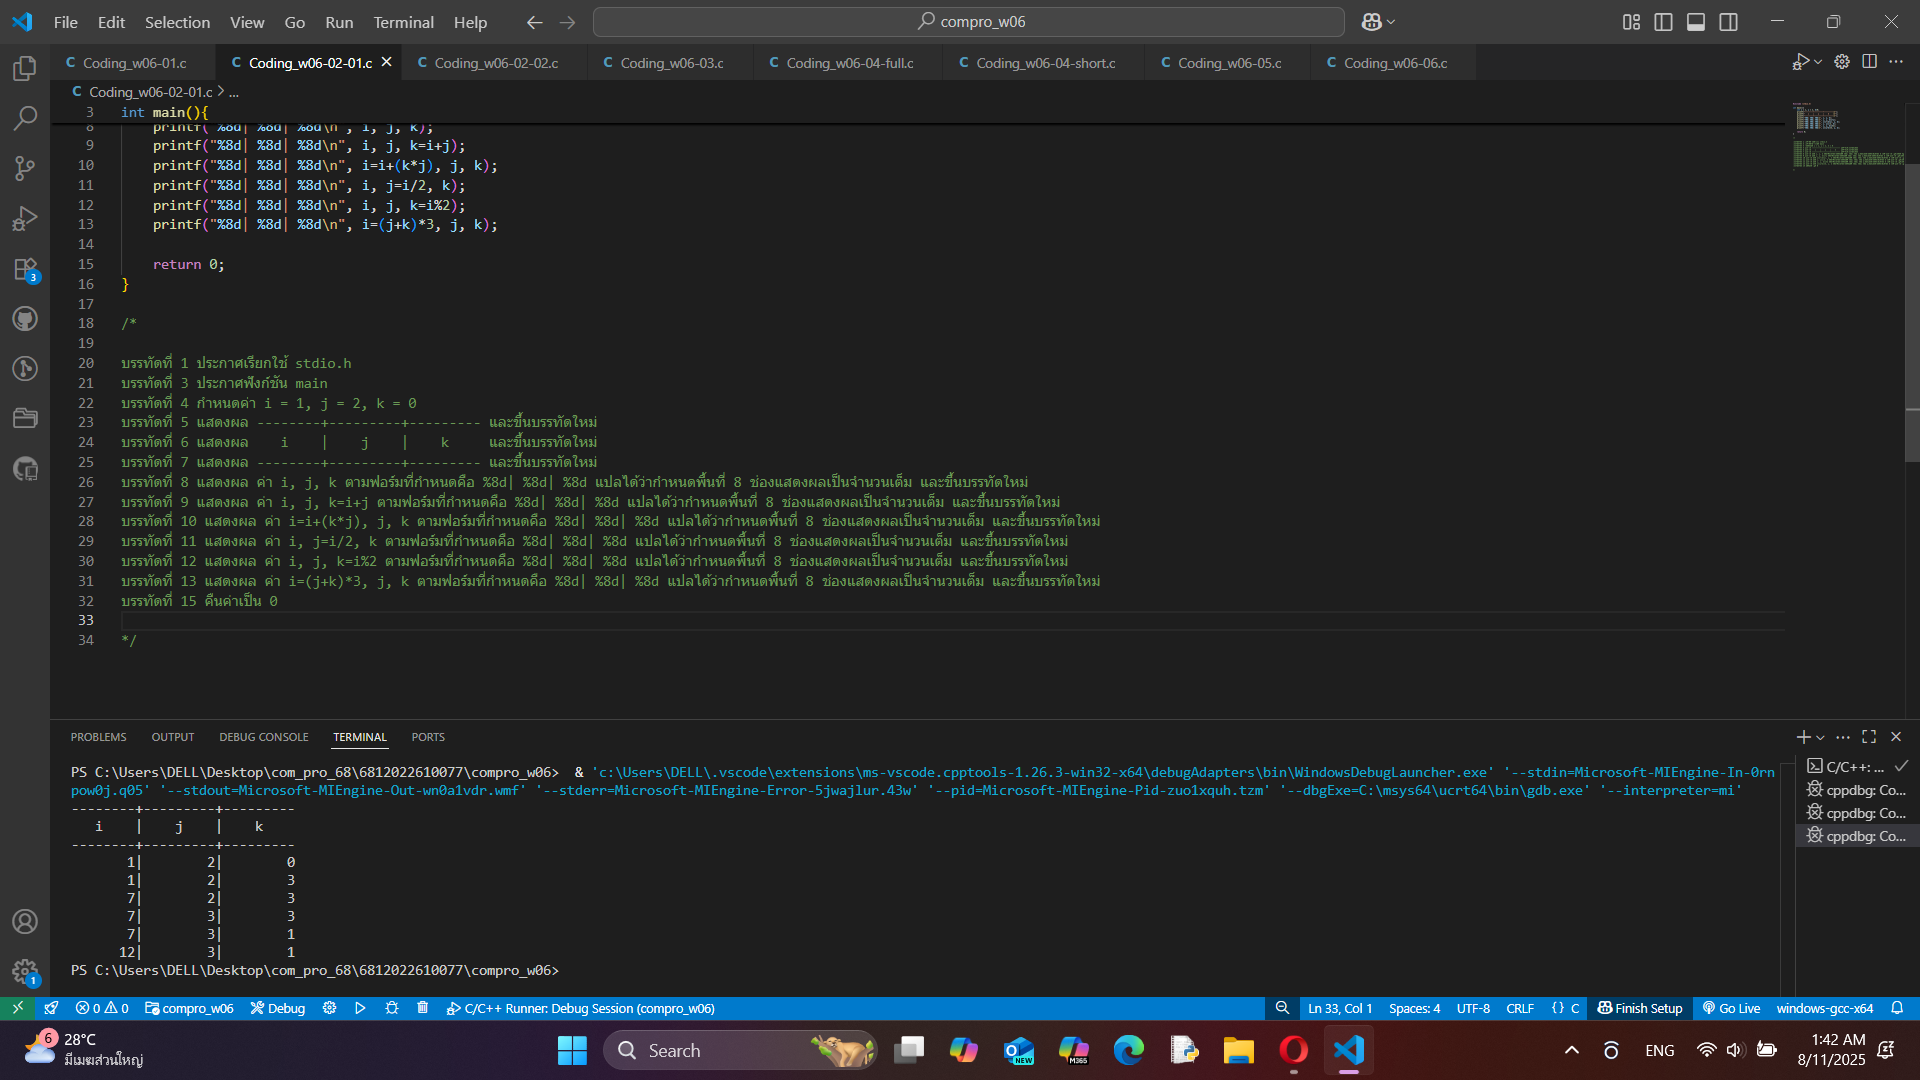 File Edit Selection View Go Run Terminal Help
compro_w06
Coding_w06-01.c
Coding_w06-02-01.c
Coding_w06-02-02.c
Coding_w06-03.c
Coding_w06-04-full.c
Coding_w06-04-short.c
Coding_w06-05.c
Coding_w06-06.c
Coding_w06-02-01.c > ...
3 int main(){
8 printf("%8d| %8d| %8d\n", i, j, k);
9 printf("%8d| %8d| %8d\n", i, j, k=i+j);
10 printf("%8d| %8d| %8d\n", i=i+(k*j), j, k);
11 printf("%8d| %8d| %8d\n", i, j=i/2, k);
12 printf("%8d| %8d| %8d\n", i, j, k=i%2);
13 printf("%8d| %8d| %8d\n", i=(j+k)*3, j, k);
14
15 return 0;
16 }
17
18 /*
19
20 บรรทัดที่ 1 ประกาศเรียกใช้ stdio.h
21 บรรทัดที่ 3 ประกาศฟังก์ชัน main
22 บรรทัดที่ 4 กำหนดค่า i = 1, j = 2, k = 0
23 บรรทัดที่ 5 แสดงผล --------+---------+--------- และขึ้นบรรทัดใหม่
24 บรรทัดที่ 6 แสดงผล    i    |    j    |    k     และขึ้นบรรทัดใหม่
25 บรรทัดที่ 7 แสดงผล --------+---------+--------- และขึ้นบรรทัดใหม่
26 บรรทัดที่ 8 แสดงผล ค่า i, j, k ตามฟอร์มที่กำหนดคือ %8d| %8d| %8d แปลได้ว่ากำหนดพื้นที่ 8 ช่องแสดงผลเป็นจำนวนเต็ม และขึ้นบรรทัดใหม่
27 บรรทัดที่ 9 แสดงผล ค่า i, j, k=i+j ตามฟอร์มที่กำหนดคือ %8d| %8d| %8d แปลได้ว่ากำหนดพื้นที่ 8 ช่องแสดงผลเป็นจำนวนเต็ม และขึ้นบรรทัดใหม่
28 บรรทัดที่ 10 แสดงผล ค่า i=i+(k*j), j, k ตามฟอร์มที่กำหนดคือ %8d| %8d| %8d แปลได้ว่ากำหนดพื้นที่ 8 ช่องแสดงผลเป็นจำนวนเต็ม และขึ้นบรรทัดใหม่
29 บรรทัดที่ 11 แสดงผล ค่า i, j=i/2, k ตามฟอร์มที่กำหนดคือ %8d| %8d| %8d แปลได้ว่ากำหนดพื้นที่ 8 ช่องแสดงผลเป็นจำนวนเต็ม และขึ้นบรรทัดใหม่
30 บรรทัดที่ 12 แสดงผล ค่า i, j, k=i%2 ตามฟอร์มที่กำหนดคือ %8d| %8d| %8d แปลได้ว่ากำหนดพื้นที่ 8 ช่องแสดงผลเป็นจำนวนเต็ม และขึ้นบรรทัดใหม่
31 บรรทัดที่ 13 แสดงผล ค่า i=(j+k)*3, j, k ตามฟอร์มที่กำหนดคือ %8d| %8d| %8d แปลได้ว่ากำหนดพื้นที่ 8 ช่องแสดงผลเป็นจำนวนเต็ม และขึ้นบรรทัดใหม่
32 บรรทัดที่ 15 คืนค่าเป็น 0
33
34 */
PROBLEMS OUTPUT DEBUG CONSOLE TERMINAL PORTS
PS C:\Users\DELL\Desktop\com_pro_68\6812022610077\compro_w06>  & 'c:\Users\DELL\.vscode\extensions\ms-vscode.cpptools-1.26.3-win32-x64\debugAdapters\bin\WindowsDebugLauncher.exe' '--stdin=Microsoft-MIEngine-In-0rn
pow0j.q05' '--stdout=Microsoft-MIEngine-Out-wn0a1vdr.wmf' '--stderr=Microsoft-MIEngine-Error-5jwajlur.43w' '--pid=Microsoft-MIEngine-Pid-zuo1xquh.tzm' '--dbgExe=C:\msys64\ucrt64\bin\gdb.exe' '--interpreter=mi'
--------+---------+---------
i    |    j    |    k
--------+---------+---------
1|        2|        0
1|        2|        3
7|        2|        3
7|        3|        3
7|        3|        1
12|        3|        1
PS C:\Users\DELL\Desktop\com_pro_68\6812022610077\compro_w06>
C/C++: ...
cppdbg: Co...
cppdbg: Co...
cppdbg: Co...
3
1
0 0 compro_w06 Debug C/C++ Runner: Debug Session (compro_w06) Ln 33, Col 1 Spaces: 4 UTF-8 CRLF {} C Finish Setup Go Live windows-gcc-x64
6 28°C
มีเมฆส่วนใหญ่
Search
NEW
M365
ENG
1:42 AM
8/11/2025